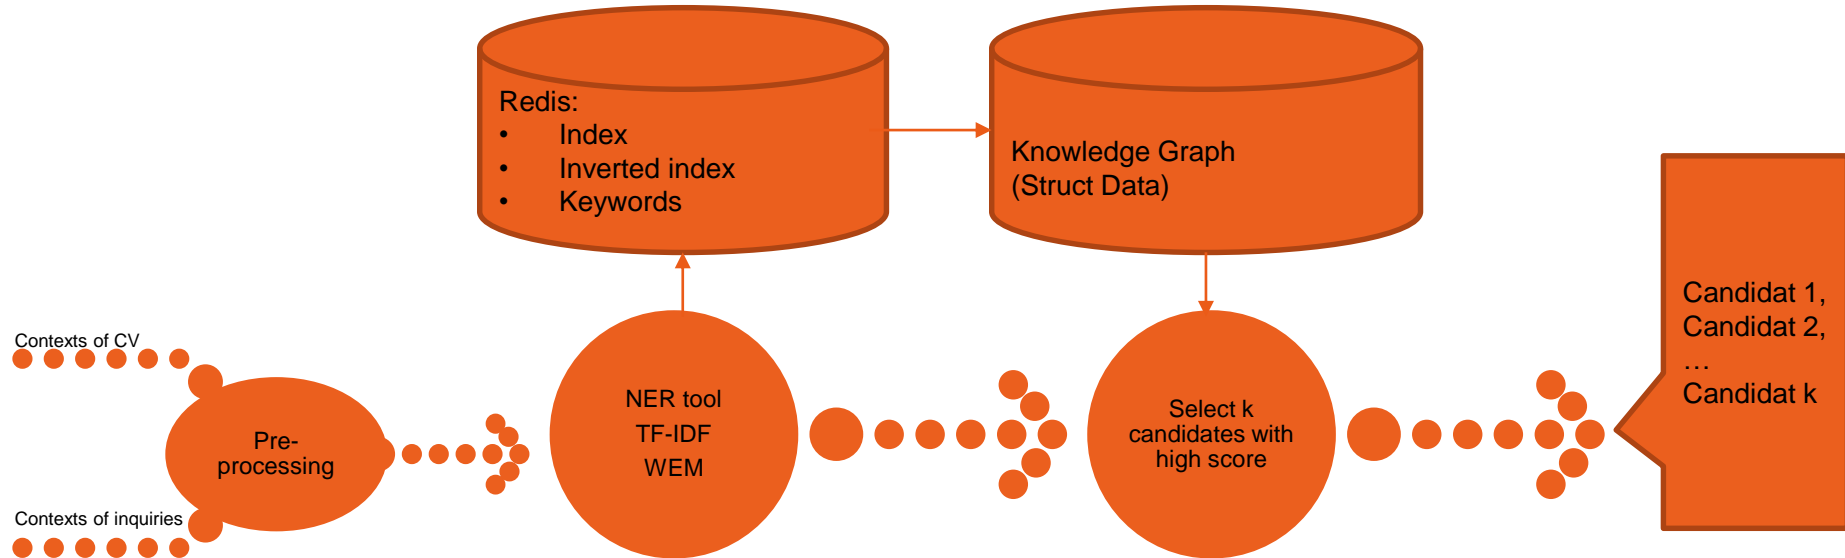 Redis:
• Index
• Inverted index
• Keywords
Knowledge Graph
(Struct Data)
Contexts of CV
Contexts of inquiries
Pre-
processing
NER tool
TF-IDF
WEM
Select k
candidates with
high score
Candidat 1,
Candidat 2,
…
Candidat k